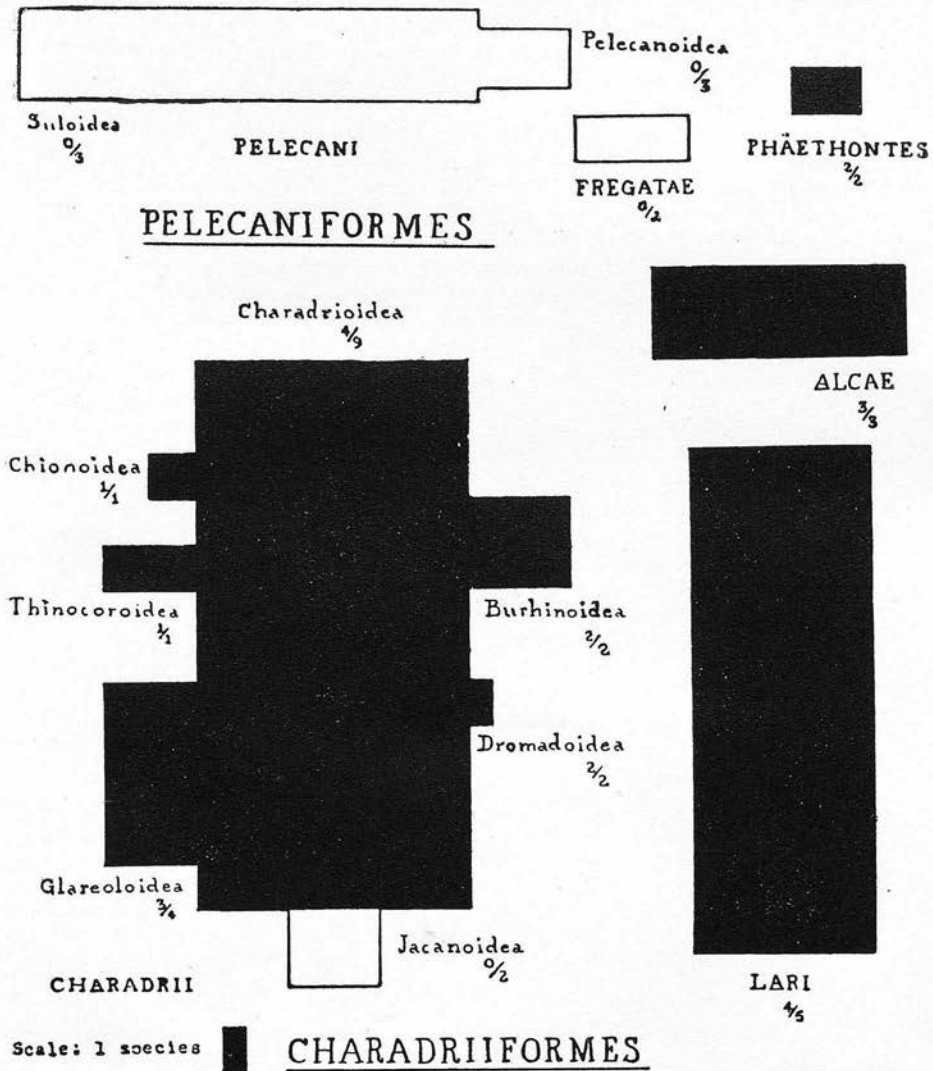 Pelecanoidea
0/3
Suloidea
0/3
PELECANI
PHÄETHONTES
2/2
FREGATAE
0/2
PELECANIFORMES
Charadrioidea
4/9
ALCAE
3/3
Chionoidea
1/1
Thinocoroidea
1/1
Burhinoidea
2/2
Dromadoidea
2/2
Glareoloidea
3/4
Jacanoidea
0/2
CHARADRII
LARI
4/5
Scale: 1 species
CHARADRIIFORMES